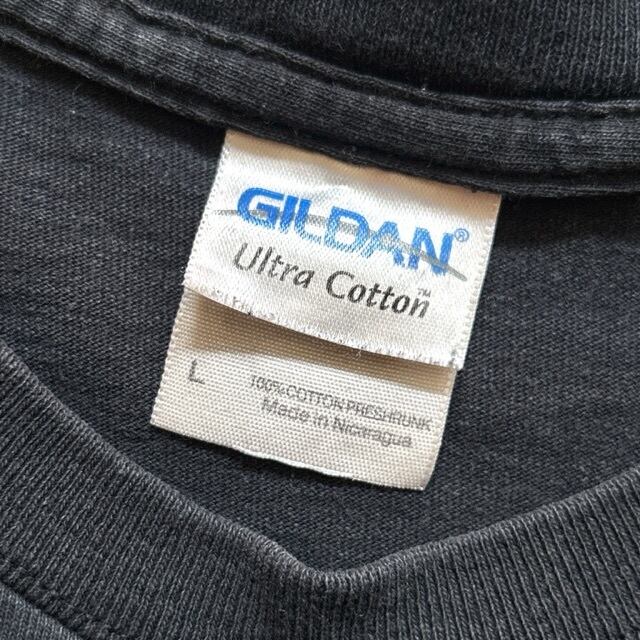 GILDAN®
Ultra Cotton™
L
100% COTTON PRESHRUNK
Made in Nicaragua